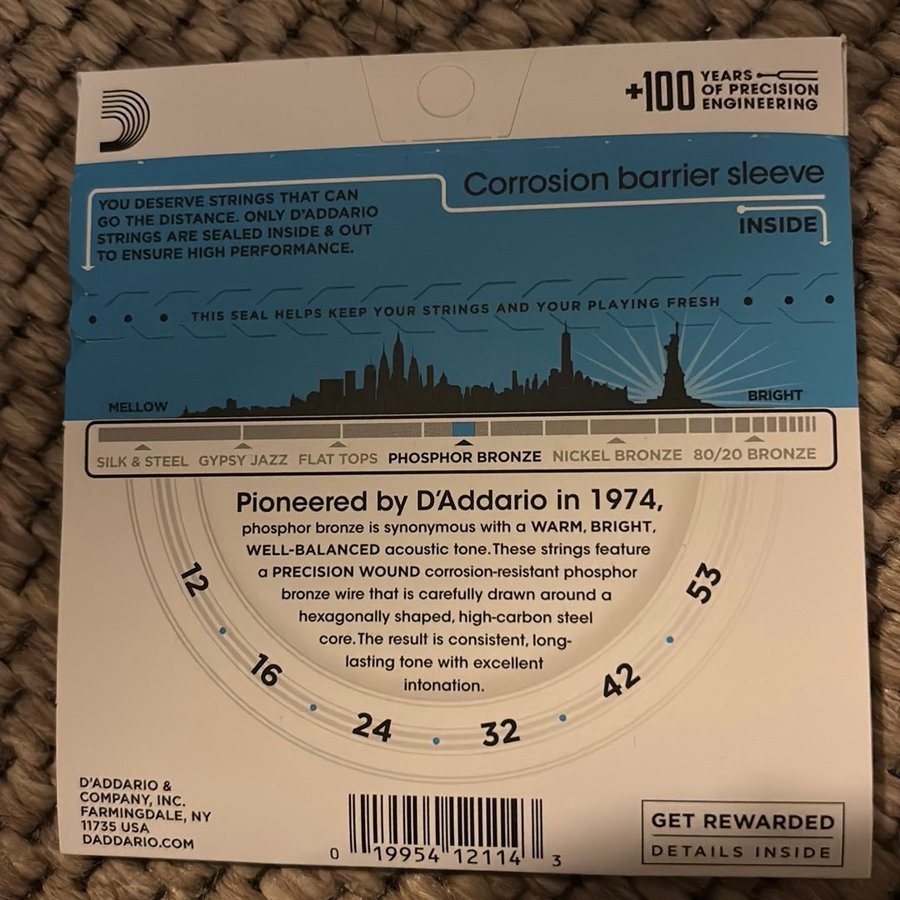 +100 YEARS
OF PRECISION
ENGINEERING
Corrosion barrier sleeve
INSIDE
YOU DESERVE STRINGS THAT CAN
GO THE DISTANCE. ONLY D'ADDARIO
STRINGS ARE SEALED INSIDE & OUT
TO ENSURE HIGH PERFORMANCE.
THIS SEAL HELPS KEEP YOUR STRINGS AND YOUR PLAYING FRESH
MELLOW
BRIGHT
SILK & STEEL GYPSY JAZZ FLAT TOPS PHOSPHOR BRONZE NICKEL BRONZE 80/20 BRONZE
Pioneered by D'Addario in 1974,
phosphor bronze is synonymous with a WARM, BRIGHT,
WELL-BALANCED acoustic tone. These strings feature
a PRECISION WOUND corrosion-resistant phosphor
bronze wire that is carefully drawn around a
hexagonally shaped, high-carbon steel
core. The result is consistent, long-
lasting tone with excellent
intonation.
12 • 16 • 24 • 32 • 42 • 53
D'ADDARIO &
COMPANY, INC.
FARMINGDALE, NY
11735 USA
DADDARIO.COM
0 19954 12114 3
GET REWARDED
DETAILS INSIDE